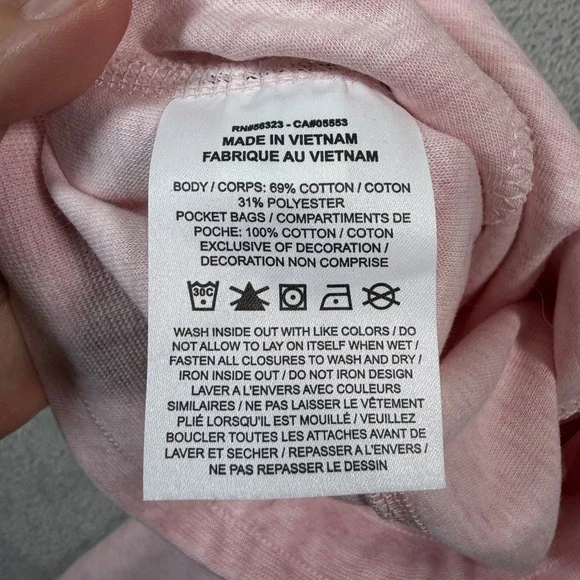 RN#56323 - CA#05553
MADE IN VIETNAM
FABRIQUE AU VIETNAM
BODY / CORPS: 69% COTTON / COTON
31% POLYESTER
POCKET BAGS / COMPARTIMENTS DE
POCHE: 100% COTTON / COTON
EXCLUSIVE OF DECORATION /
DECORATION NON COMPRISE
30C
WASH INSIDE OUT WITH LIKE COLORS / DO
NOT ALLOW TO LAY ON ITSELF WHEN WET /
FASTEN ALL CLOSURES TO WASH AND DRY /
IRON INSIDE OUT / DO NOT IRON DESIGN
LAVER A L'ENVERS AVEC COULEURS
SIMILAIRES / NE PAS LAISSER LE VÊTEMENT
PLIÉ LORSQU'IL EST MOUILLÉ / VEUILLEZ
BOUCLER TOUTES LES ATTACHES AVANT DE
LAVER ET SECHER / REPASSER A L'ENVERS /
NE PAS REPASSER LE DESSIN